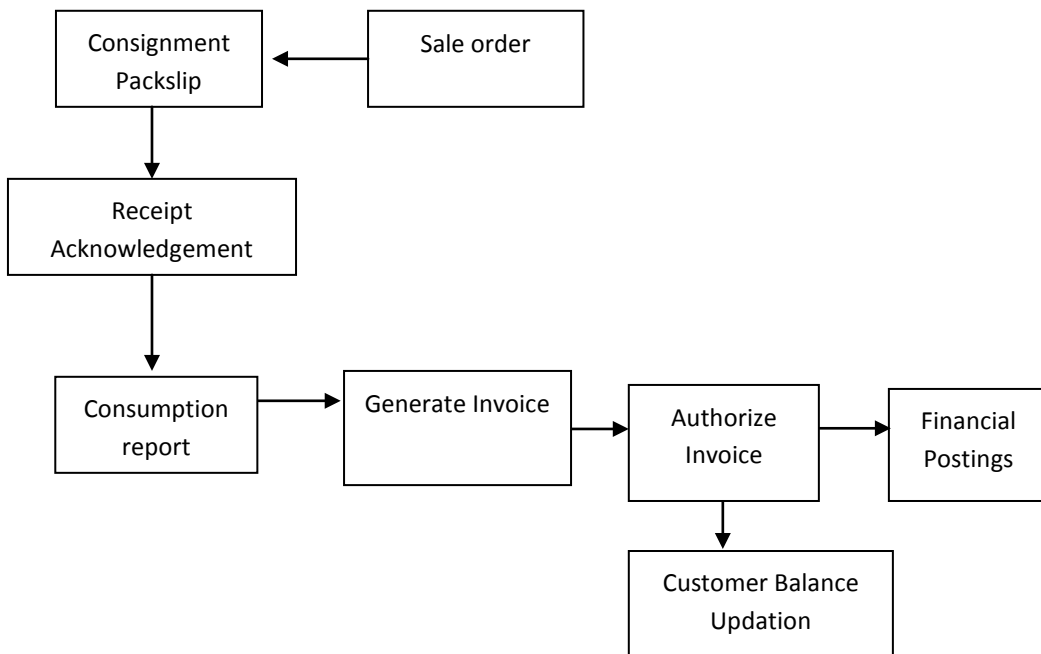 Consignment
Packslip
Sale order
Receipt
Acknowledgement
Consumption
report
Generate Invoice
Authorize
Invoice
Financial
Postings
Customer Balance
Updation